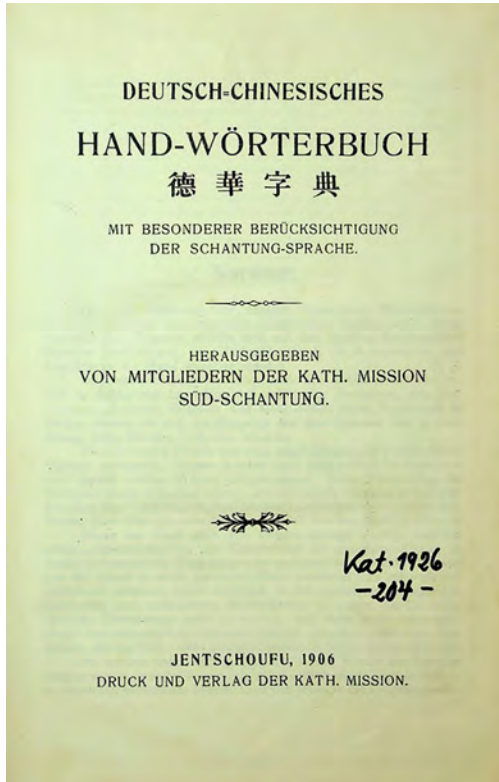 DEUTSCH-CHINESISCHES
HAND-WÖRTERBUCH
德華字典
MIT BESONDERER BERÜCKSICHTIGUNG
DER SCHANTUNG-SPRACHE.
HERAUSGEGEBEN
VON MITGLIEDERN DER KATH. MISSION
SÜD-SCHANTUNG.
Kat. 1926
-204-
JENTSCHOUFU, 1906
DRUCK UND VERLAG DER KATH. MISSION.